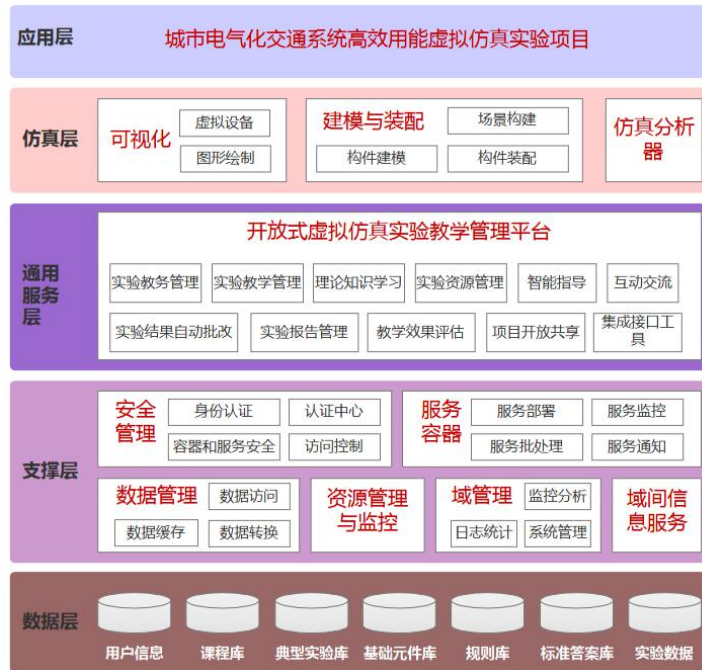 应用层
城市电气化交通系统高效用能虚拟仿真实验项目
仿真层
可视化
虚拟设备
图形绘制
建模与装配
场景构建
构件建模
构件装配
仿真分析
器
通用
服务
层
开放式虚拟仿真实验教学管理平台
实验教务管理
实验教学管理
理论知识学习
实验资源管理
智能指导
互动交流
实验结果自动批改
实验报告管理
教学效果评估
项目开放共享
集成接口工
具
支撑层
安全
管理
身份认证
认证中心
容器和服务安全
访问控制
服务
容器
服务部署
服务监控
服务批处理
服务通知
数据管理
数据访问
数据缓存
数据转换
资源管理
与监控
域管理
监控分析
日志统计
系统管理
域间信
息服务
数据层
用户信息
课程库
典型实验库
基础元件库
规则库
标准答案库
实验数据